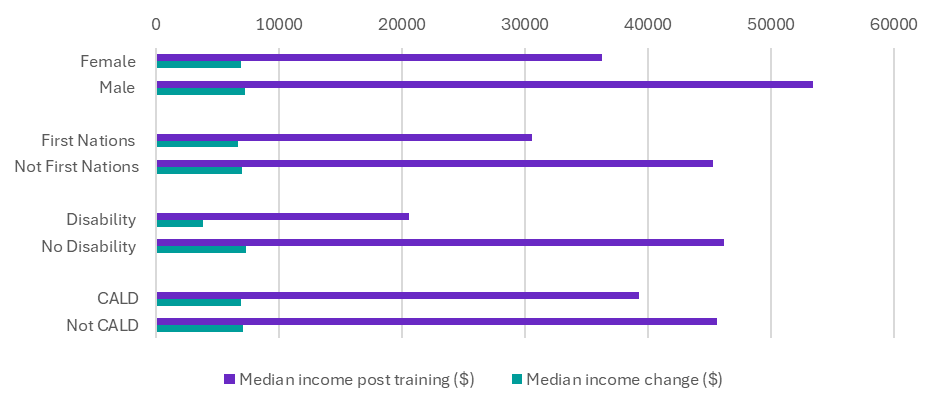 0 10000 20000 30000 40000 50000 60000
Female
Male
First Nations
Not First Nations
Disability
No Disability
CALD
Not CALD
Median income post training ($) Median income change ($)